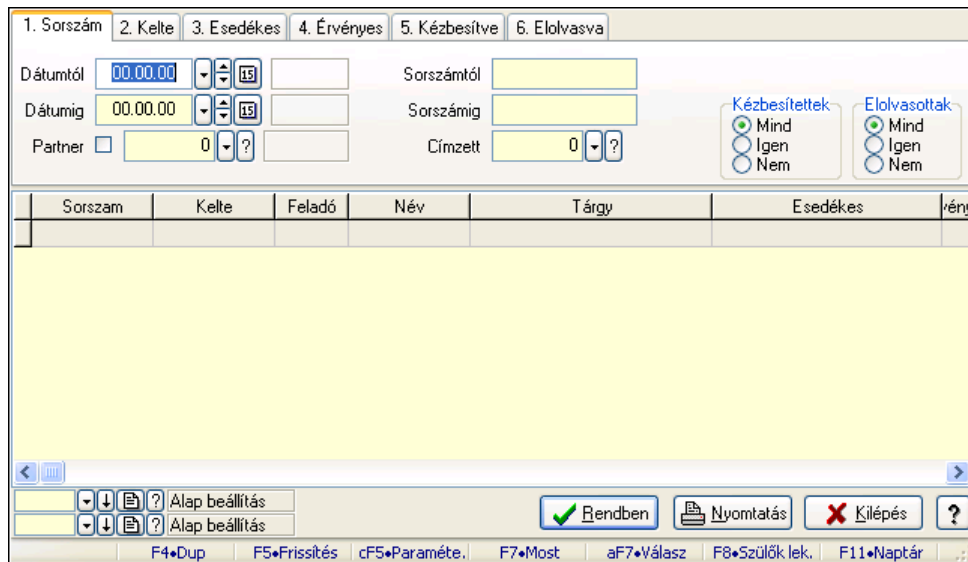 1. Sorszám 2. Kelte 3. Esedékes 4. Érvényes 5. Kézbesítve 6. Elolvasva
Dátumtól 00.00.00 15 Sorszámtól
Dátumig 00.00.00 15 Sorszámig
Partner 0 ? Címzett 0 ?
Kézbesítettek Elolvasottak
Mind Mind
Igen Igen
Nem Nem
Sorszam Kelte Feladó Név Tárgy Esedékes vény
? Alap beállítás
? Alap beállítás
Rendben Nyomtatás Kilépés ?
F4•Dup F5•Frissítés cF5•Paraméte. F7•Most aF7•Válasz F8•Szülők lek. F11•Naptár